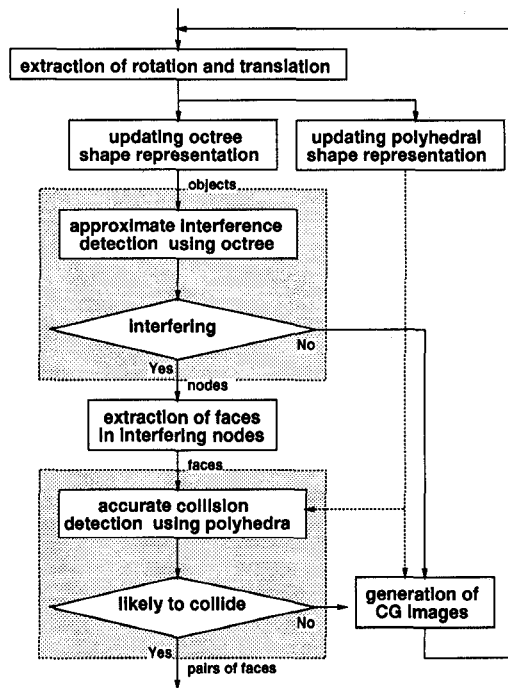 extraction of rotation and translation
updating octree
shape representation
updating polyhedral
shape representation
objects
approximate interference
detection using octree
interfering
No
Yes
nodes
extraction of faces
in interfering nodes
faces
accurate collision
detection using polyhedra
likely to collide
No
generation of
CG images
Yes
pairs of faces